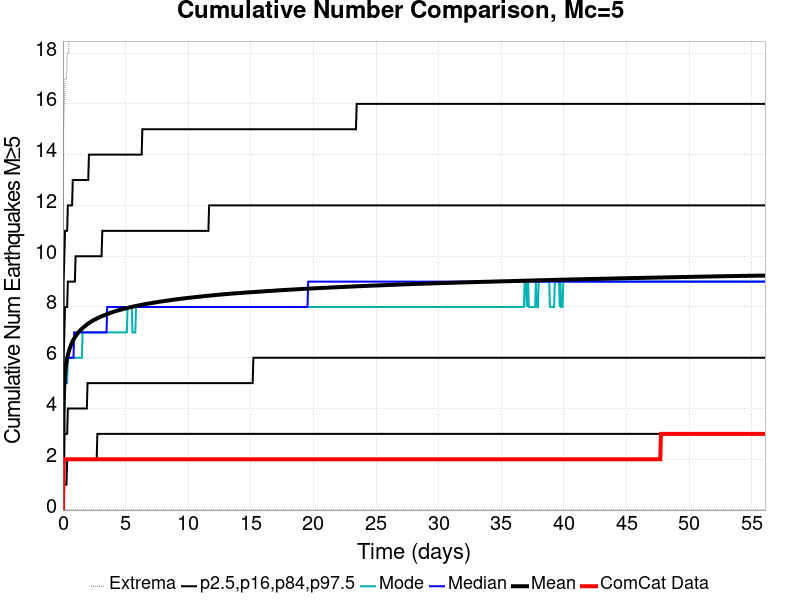 Cumulative Number Comparison, Mc=5
Cumulative Num Earthquakes M≥5
18
16
14
12
10
8
6
4
2
0
0 5 10 15 20 25 30 35 40 45 50 55
Time (days)
Extrema p2.5,p16,p84,p97.5 Mode Median Mean ComCat Data